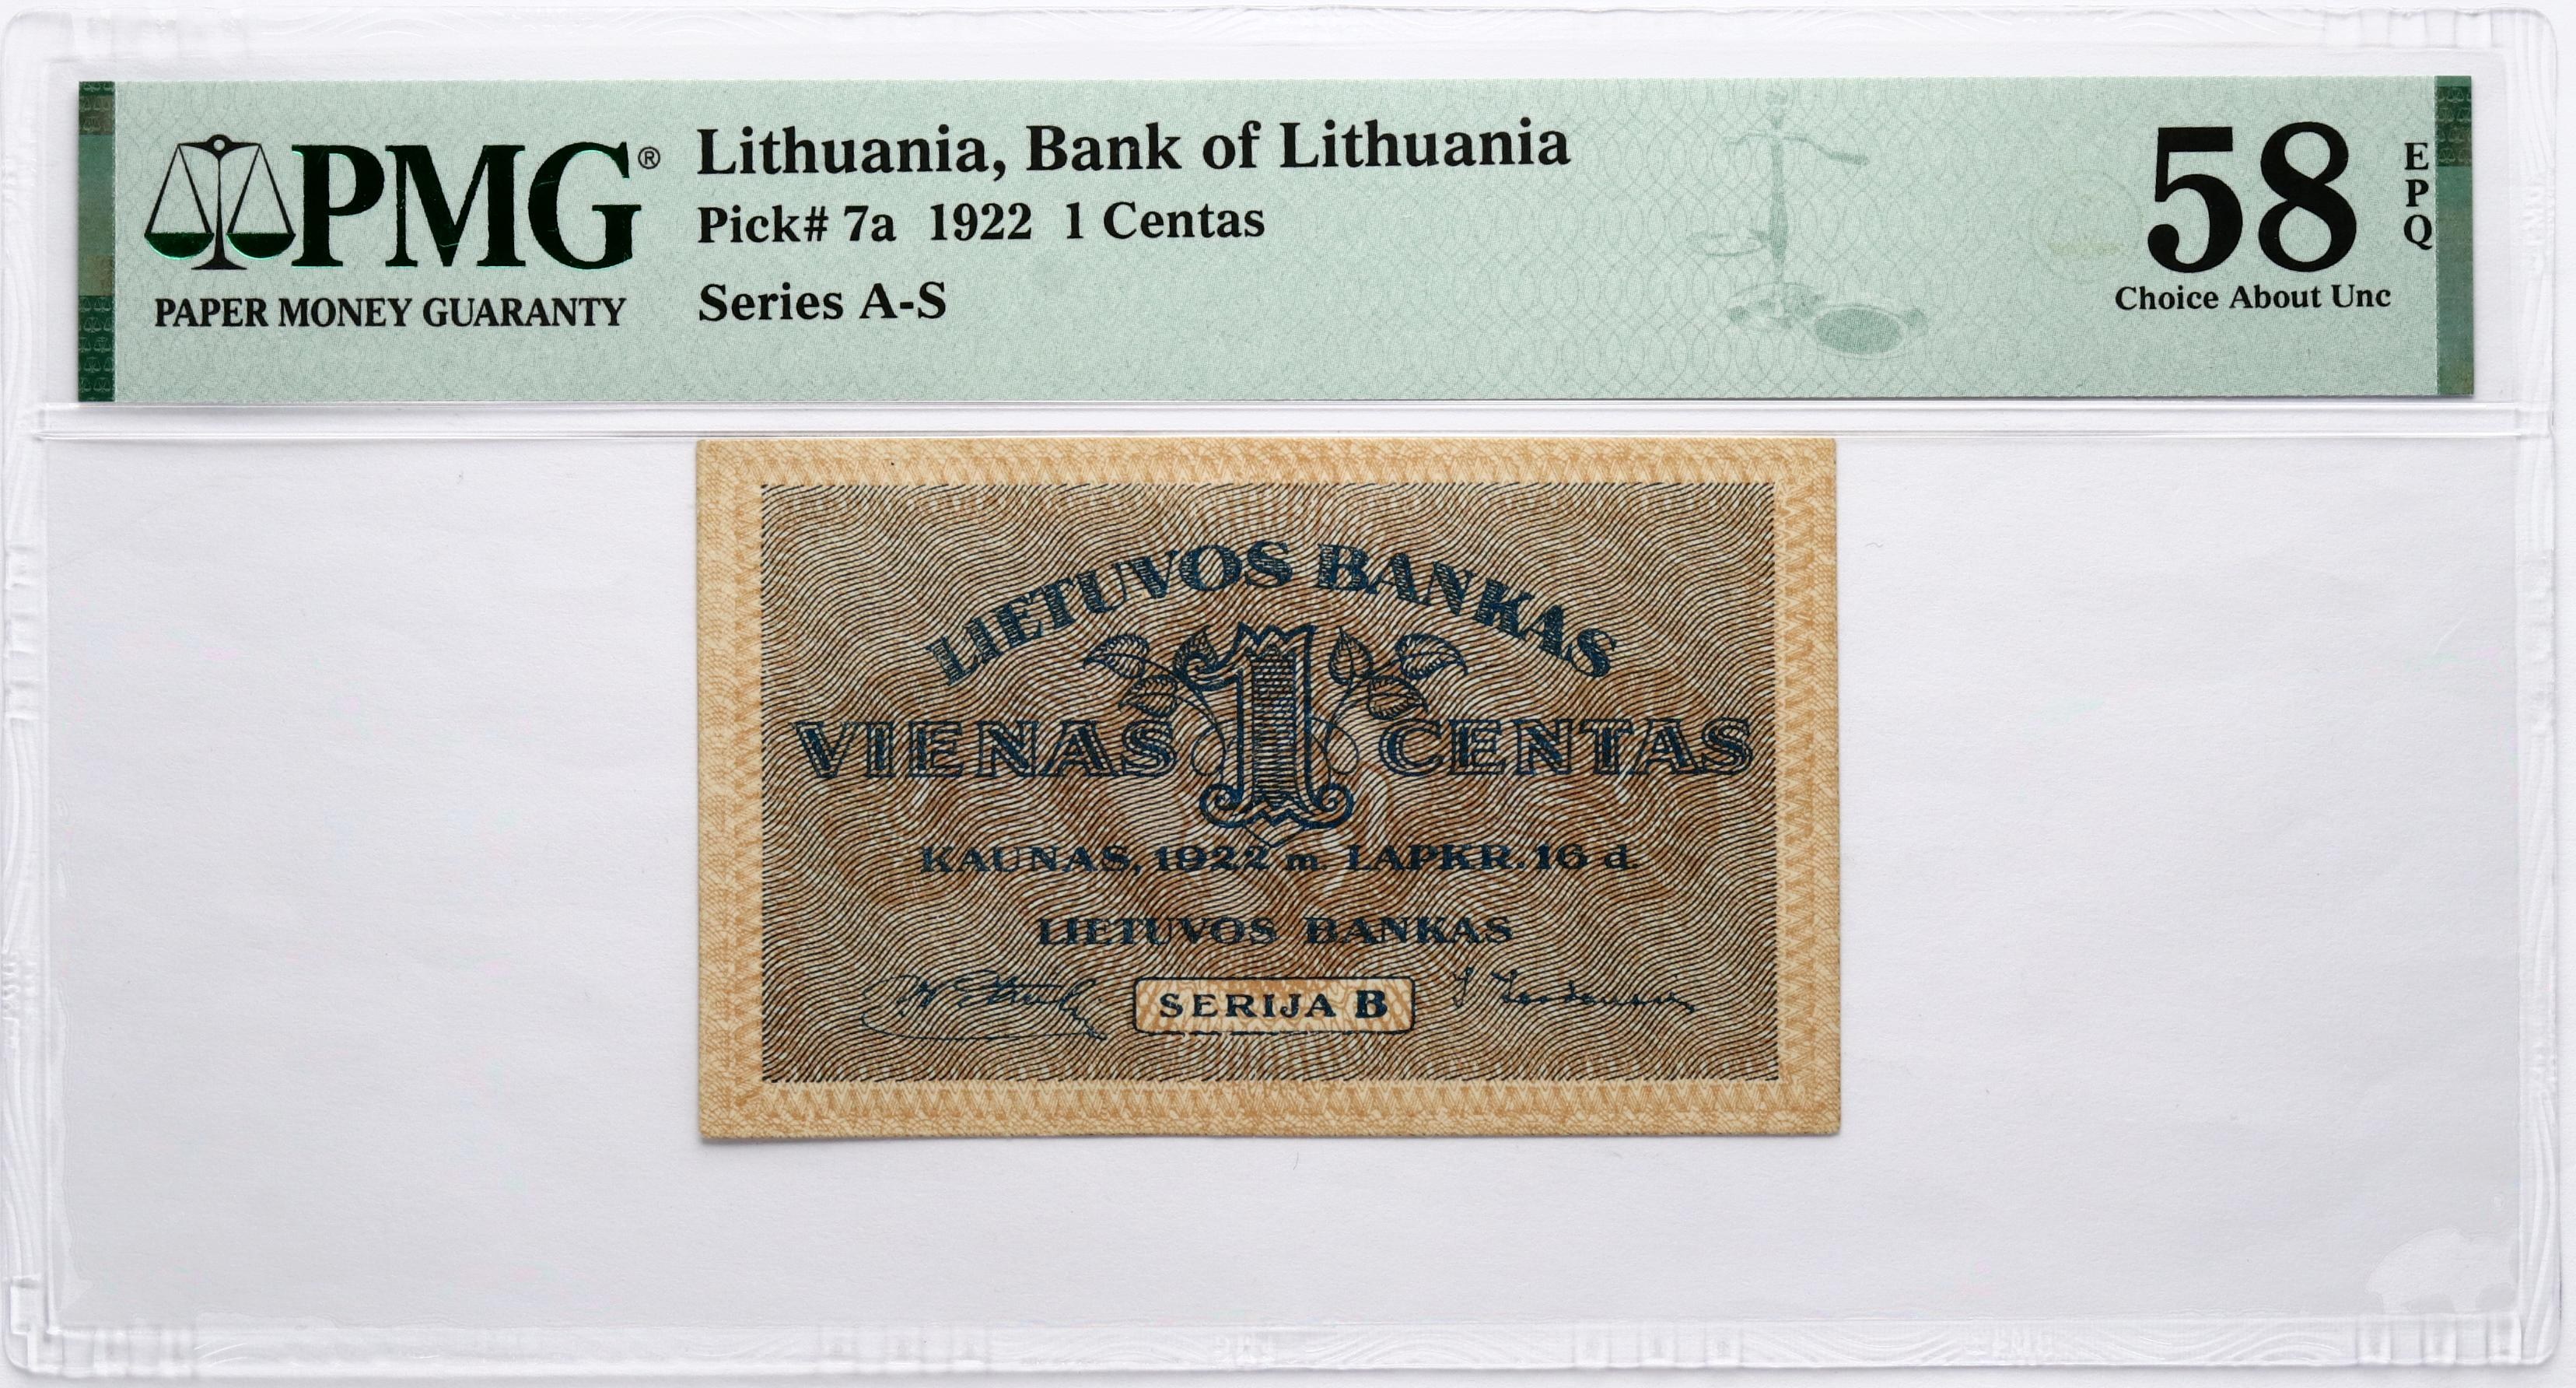 PMG®
PAPER MONEY GUARANTY
Lithuania, Bank of Lithuania
Pick# 7a 1922 1 Centas
Series A-S
58
EPQ
Choice About Unc
LIETUVOS BANKAS
VIENAS 1 CENTAS
KAUNAS, 1922 m. LAPKR. 16 d.
LIETUVOS BANKAS
SERIJA B